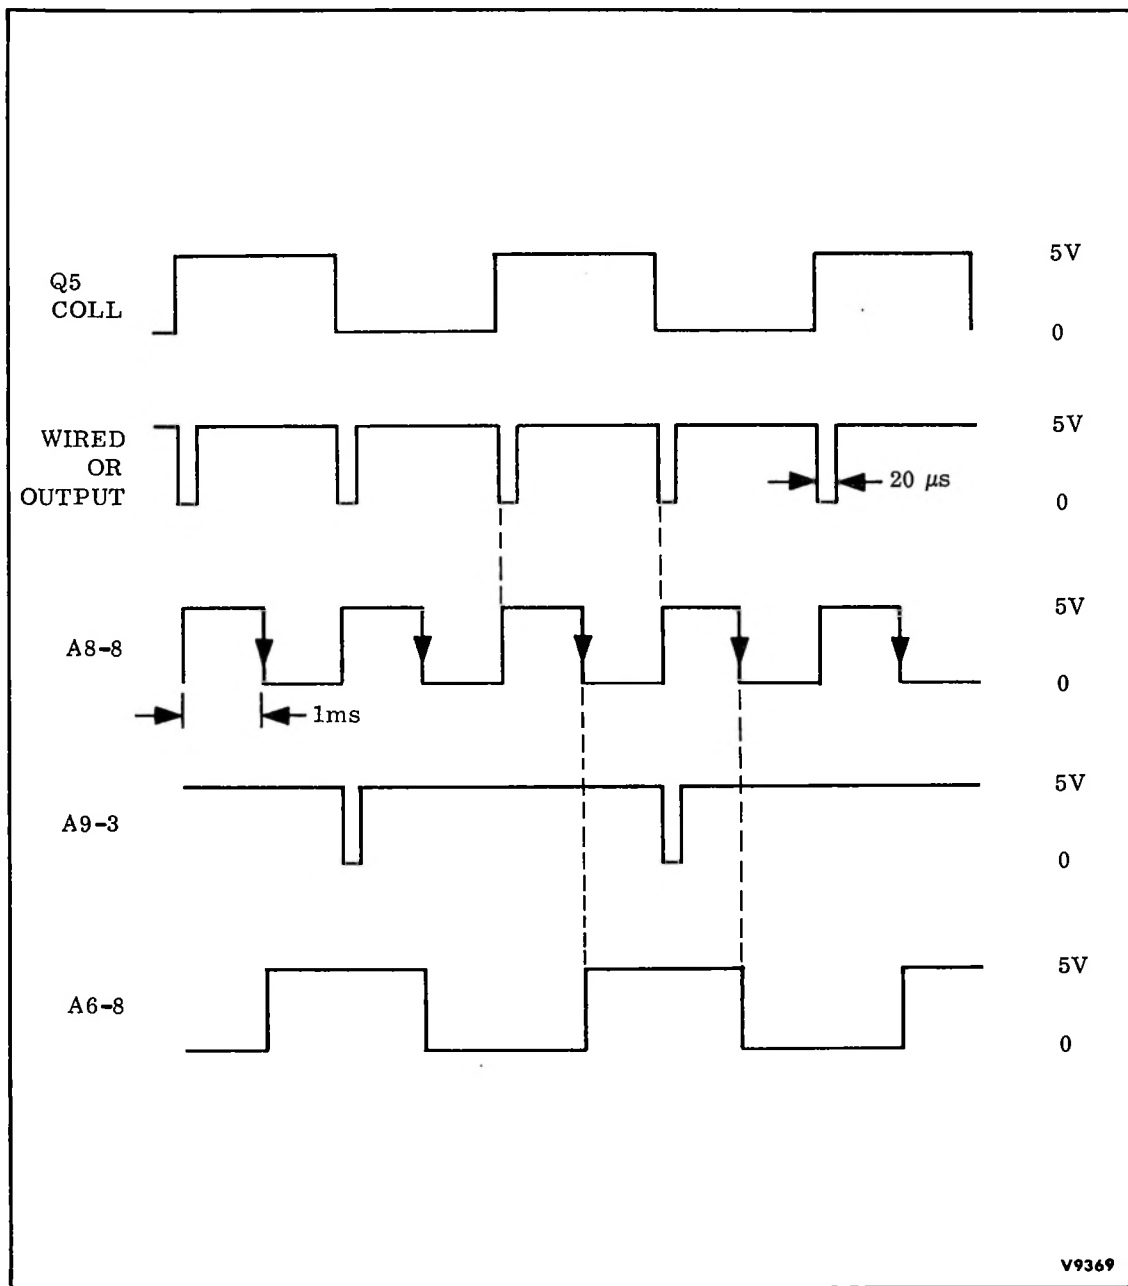 Q5
COLL
5V
0
WIRED
OR
OUTPUT
5V
20 μs
0
A8-8
5V
0
1ms
A9-3
5V
0
A6-8
5V
0
V9369